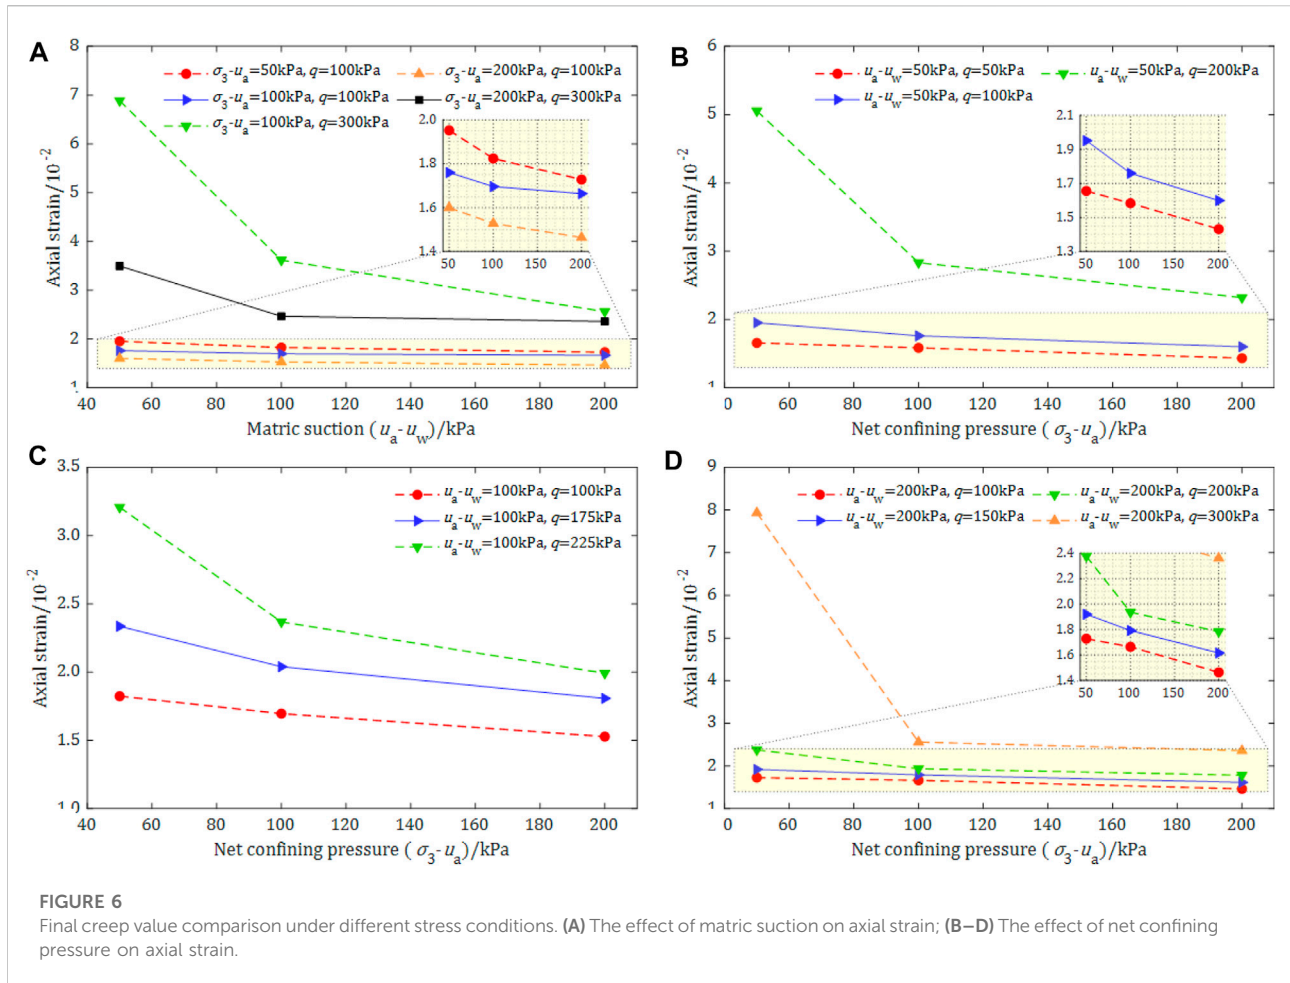 A
8
7
6
5
4
3
2
1
Axial strain/10⁻²
σ₃-uₐ=50kPa, q=100kPa
σ₃-uₐ=100kPa, q=100kPa
σ₃-uₐ=100kPa, q=300kPa
σ₃-uₐ=200kPa, q=100kPa
σ₃-uₐ=200kPa, q=300kPa
2.0
1.8
1.6
1.4
50 100 150 200
40 60 80 100 120 140 160 180 200
Matric suction (uₐ-u_w)/kPa
B
6
5
4
3
2
1
Axial strain/10⁻²
uₐ-u_w=50kPa, q=50kPa
uₐ-u_w=50kPa, q=100kPa
uₐ-u_w=50kPa, q=200kPa
2.1
1.9
1.7
1.5
1.3
50 100 150 200
0 60 80 100 120 140 160 180 200
Net confining pressure (σ₃-uₐ)/kPa
C
3.5
3.0
2.5
2.0
1.5
1.0
Axial strain/10⁻²
uₐ-u_w=100kPa, q=100kPa
uₐ-u_w=100kPa, q=175kPa
uₐ-u_w=100kPa, q=225kPa
40 60 80 100 120 140 160 180 200
Net confining pressure (σ₃-uₐ)/kPa
D
9
8
7
6
5
4
3
2
1
Axial strain/10⁻²
uₐ-u_w=200kPa, q=100kPa
uₐ-u_w=200kPa, q=150kPa
uₐ-u_w=200kPa, q=200kPa
uₐ-u_w=200kPa, q=300kPa
2.4
2.2
2.0
1.8
1.6
1.4
50 100 150 200
0 60 80 100 120 140 160 180 200
Net confining pressure (σ₃-uₐ)/kPa
FIGURE 6
Final creep value comparison under different stress conditions. (A) The effect of matric suction on axial strain; (B–D) The effect of net confining
pressure on axial strain.